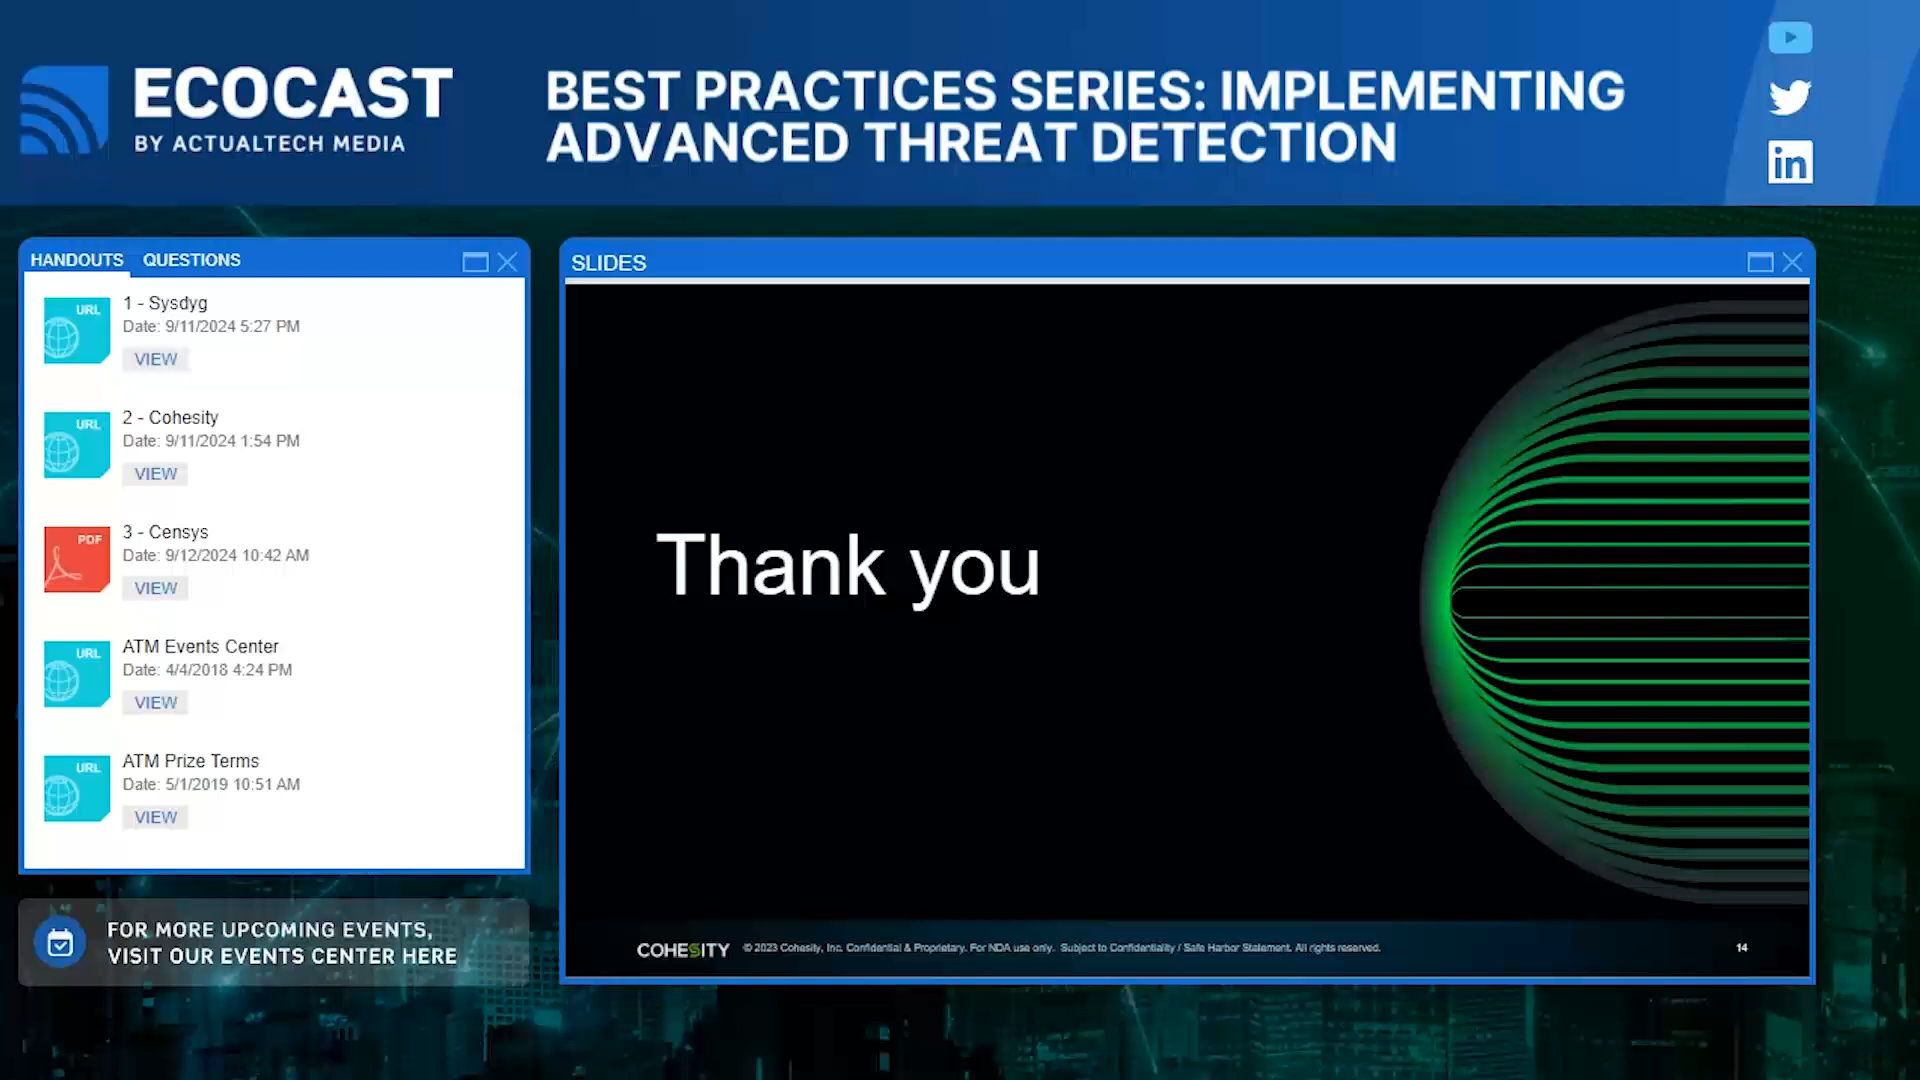 ECOCAST
BY ACTUALTECH MEDIA
BEST PRACTICES SERIES: IMPLEMENTING
ADVANCED THREAT DETECTION
in
HANDOUTS QUESTIONS
URL
1 - Sysdyg
Date: 9/11/2024 5:27 PM
VIEW
URL
2 - Cohesity
Date: 9/11/2024 1:54 PM
VIEW
PDF
3 - Censys
Date: 9/12/2024 10:42 AM
VIEW
URL
ATM Events Center
Date: 4/4/2018 4:24 PM
VIEW
URL
ATM Prize Terms
Date: 5/1/2019 10:51 AM
VIEW
FOR MORE UPCOMING EVENTS,
VISIT OUR EVENTS CENTER HERE
SLIDES
Thank you
COHESITY © 2023 Cohesity, Inc. Confidential & Proprietary. For NDA use only. Subject to Confidentiality / Safe Harbor Statement. All rights reserved. 14